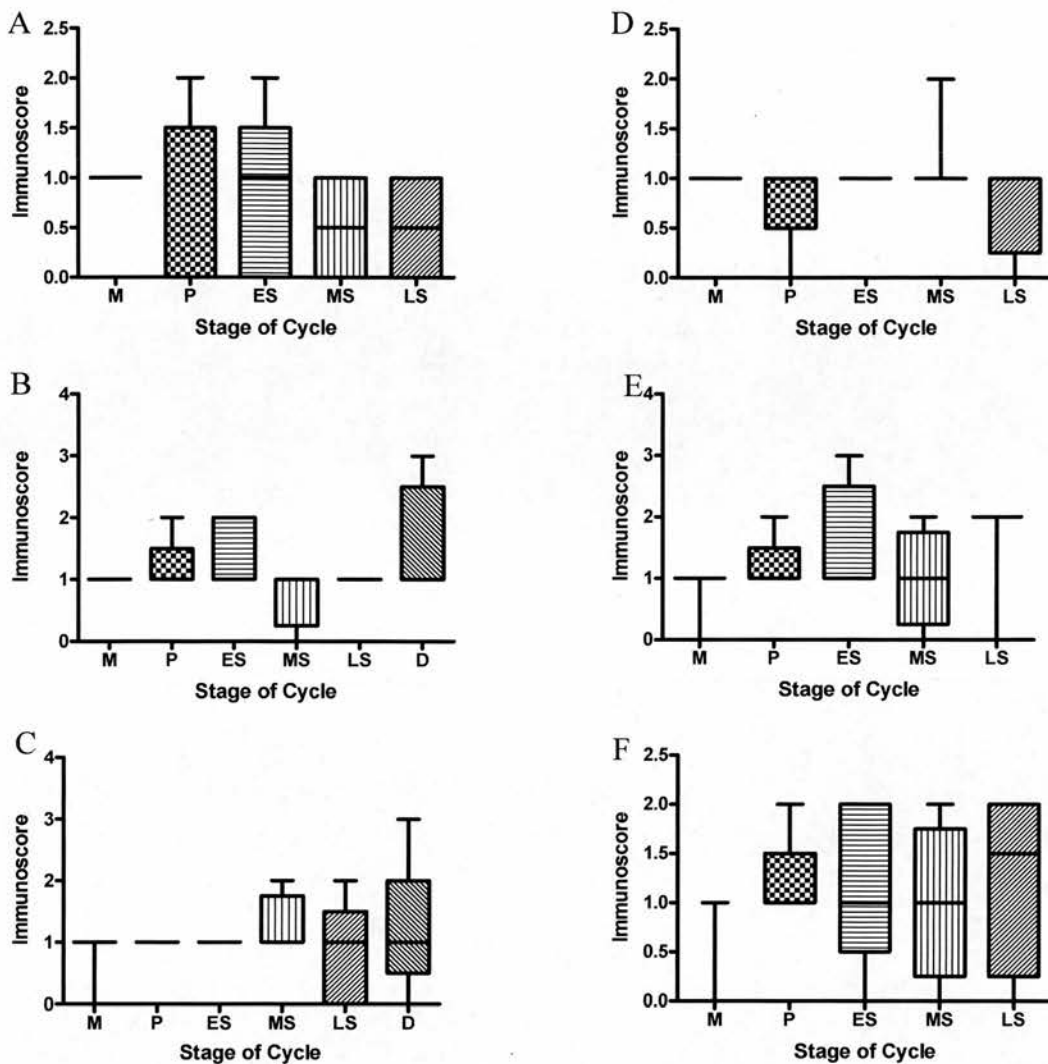 A
Immunoscore
2.5
2.0
1.5
1.0
0.5
0.0
M P ES MS LS
Stage of Cycle
B
Immunoscore
4
3
2
1
0
M P ES MS LS D
Stage of Cycle
C
Immunoscore
4
3
2
1
0
M P ES MS LS D
Stage of Cycle
D
Immunoscore
2.5
2.0
1.5
1.0
0.5
0.0
M P ES MS LS
Stage of Cycle
E
Immunoscore
4
3
2
1
0
M P ES MS LS
Stage of Cycle
F
Immunoscore
2.5
2.0
1.5
1.0
0.5
0.0
M P ES MS LS
Stage of Cycle